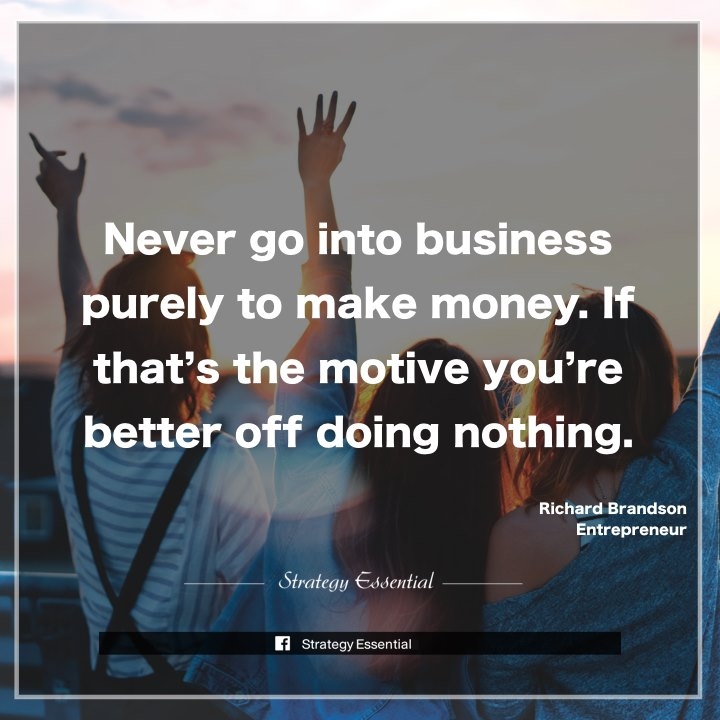 Never go into business
purely to make money. If
that’s the motive you’re
better off doing nothing.
Richard Brandson
Entrepreneur
Strategy Essential
Strategy Essential